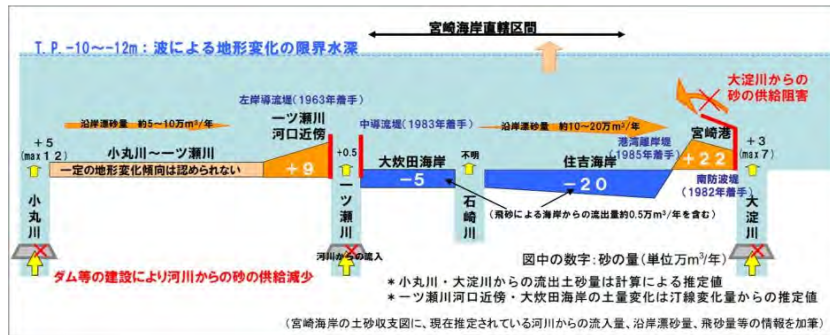 宮崎海岸直轄区間
T.P.-10～-12m:波による地形変化の限界水深
大淀川からの
砂の供給阻害
左岸導流堤(1963年着手)
沿岸漂砂量 約5～10万m³/年
一ツ瀬川
河口近傍
中導流堤(1983年着手)
沿岸漂砂量 約10～20万m³/年
宮崎港
港湾離岸堤
(1985年着手)
+5
(max12)
小丸川～一ツ瀬川
一定の地形変化傾向は認められない
+9
+0.5
大炊田海岸
-5
不明
住吉海岸
-20
+22
+3
(max7)
南防波堤
(1982年着手)
(飛砂による海岸からの流出量約0.5万m³/年を含む)
小丸川
一ツ瀬川
石崎川
大淀川
河川からの流入
ダム等の建設により河川からの砂の供給減少
図中の数字:砂の量(単位万m³/年)
*小丸川・大淀川からの流出土砂量は計算による推定値
*一ツ瀬川河口近傍・大炊田海岸の土量変化は汀線変化量からの推定値
(宮崎海岸の土砂収支図に、現在推定されている河川からの流入量、沿岸漂砂量、飛砂量等の情報を加筆)